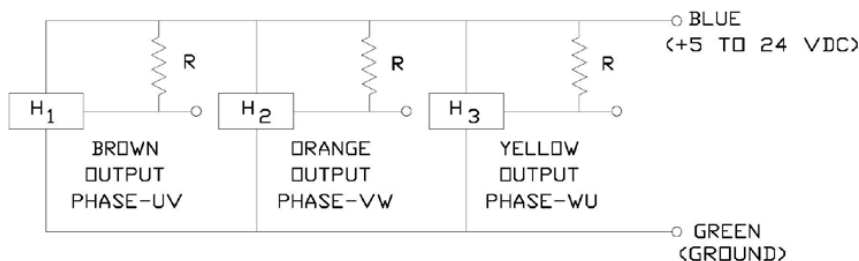 BLUE
(+5 TO 24 VDC)
R
R
R
H1
H2
H3
BROWN
OUTPUT
PHASE-UV
ORANGE
OUTPUT
PHASE-VW
YELLOW
OUTPUT
PHASE-WU
GREEN
(GROUND)